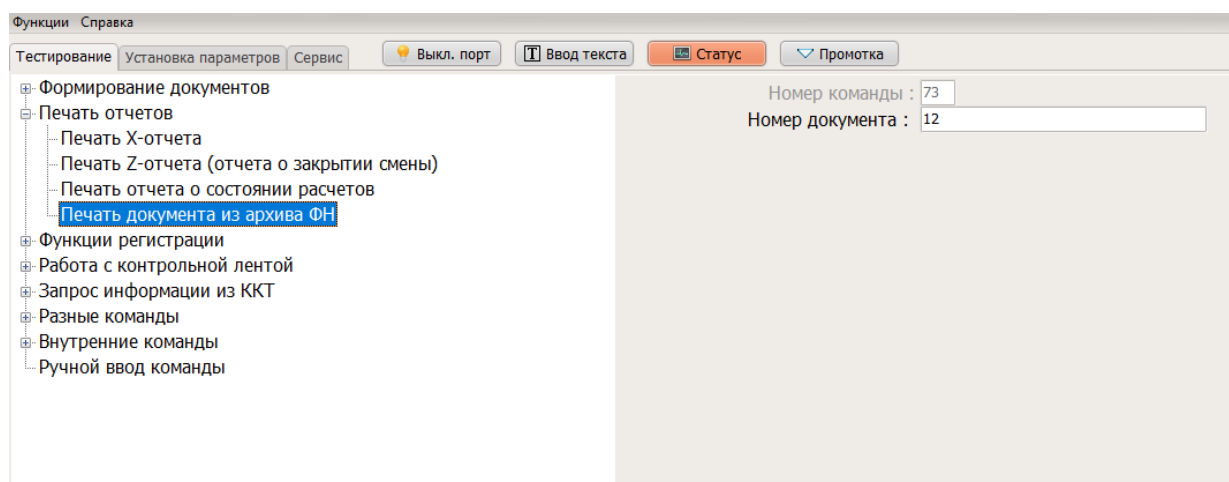 Функции Справка
Тестирование Установка параметров Сервис Выкл. порт Ввод текста Статус Промотка
Формирование документов
Печать отчетов
Печать X-отчета
Печать Z-отчета (отчета о закрытии смены)
Печать отчета о состоянии расчетов
Печать документа из архива ФН
Функции регистрации
Работа с контрольной лентой
Запрос информации из ККТ
Разные команды
Внутренние команды
Ручной ввод команды
Номер команды : 73
Номер документа : 12